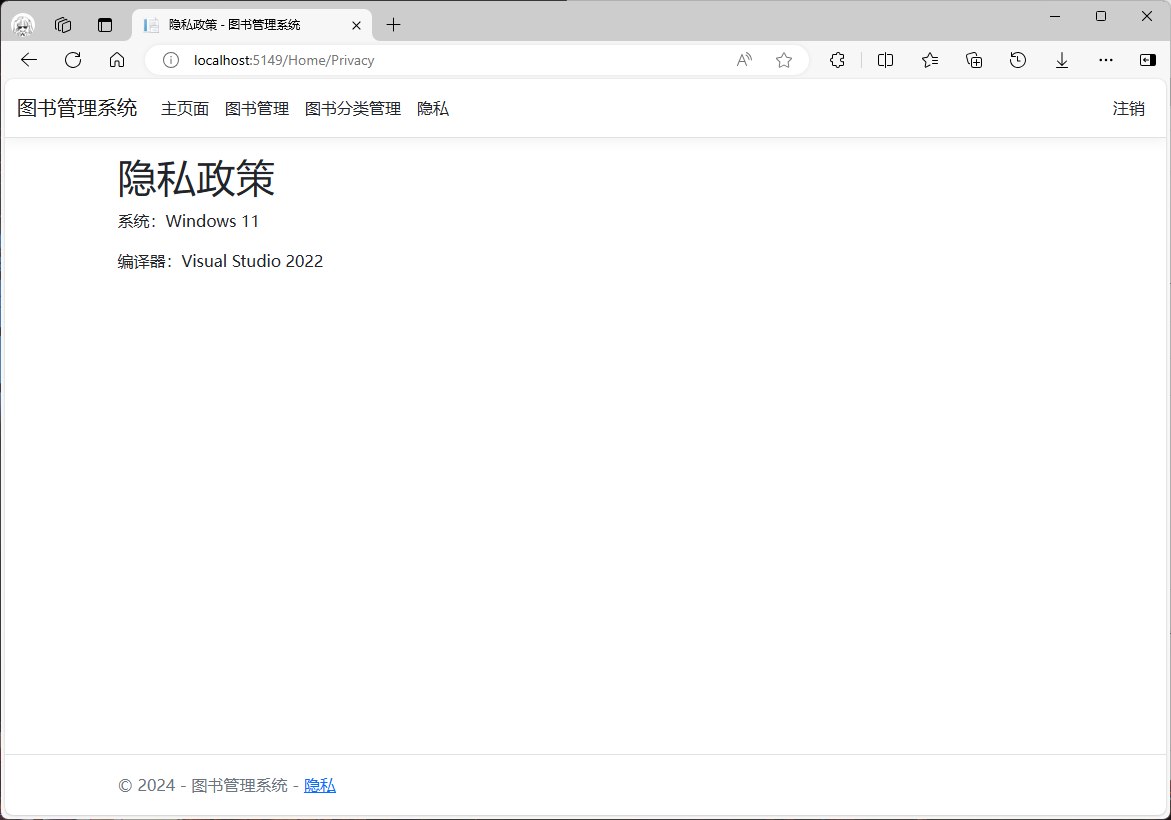 隐私政策 - 图书管理系统
localhost:5149/Home/Privacy
图书管理系统 主页面 图书管理 图书分类管理 隐私 注销
隐私政策
系统：Windows 11
编译器：Visual Studio 2022
© 2024 - 图书管理系统 - 隐私